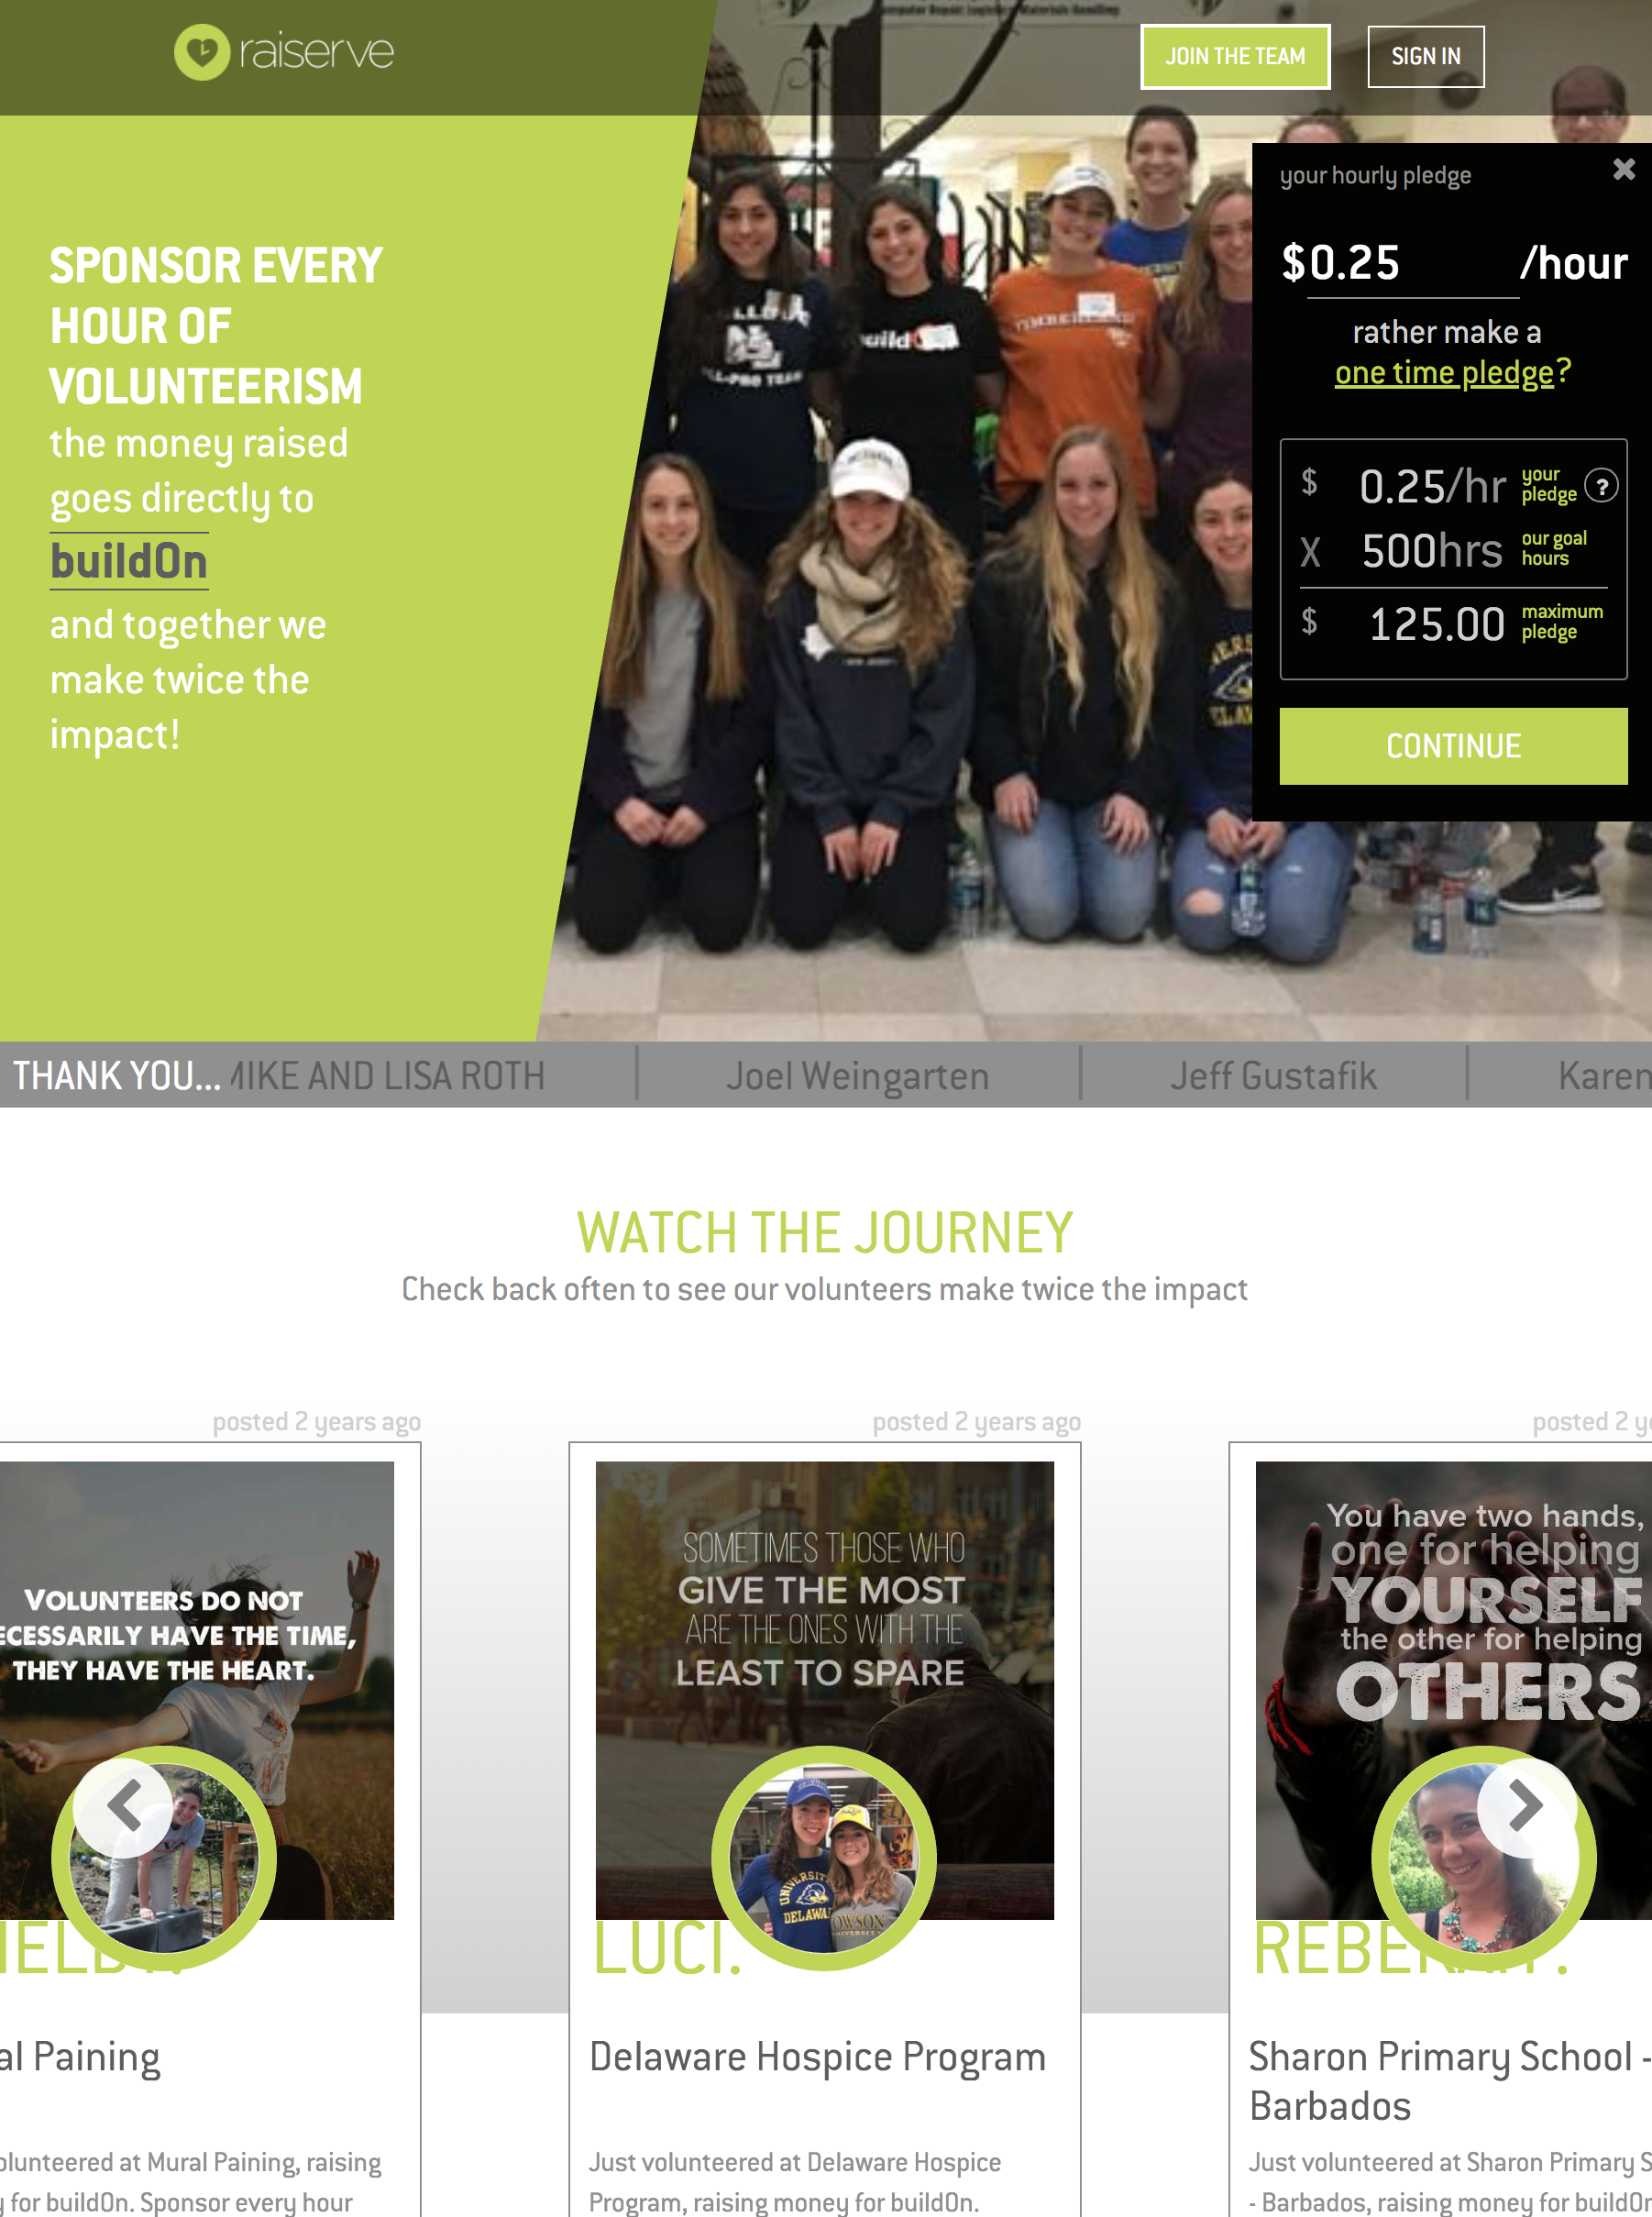 raiserve
JOIN THE TEAM
SIGN IN
SPONSOR EVERY
HOUR OF
VOLUNTEERISM
the money raised
goes directly to
buildOn
and together we
make twice the
impact!
your hourly pledge
$0.25 /hour
rather make a
one time pledge?
$ 0.25/hr your pledge ?
X 500hrs our goal hours
$ 125.00 maximum pledge
CONTINUE
THANK YOU... MIKE AND LISA ROTH | Joel Weingarten | Jeff Gustafik | Karen
WATCH THE JOURNEY
Check back often to see our volunteers make twice the impact
posted 2 years ago
VOLUNTEERS DO NOT
ECESSARILY HAVE THE TIME,
THEY HAVE THE HEART.
al Paining
olunteered at Mural Paining, raising
y for buildOn. Sponsor every hour
posted 2 years ago
SOMETIMES THOSE WHO
GIVE THE MOST
ARE THE ONES WITH THE
LEAST TO SPARE
UNIVERSITY
DELAWA
OWSON
LUCI.
Delaware Hospice Program
Just volunteered at Delaware Hospice
Program, raising money for buildOn.
posted 2 y
You have two hands,
one for helping
YOURSELF
the other for helping
OTHERS
Sharon Primary School -
Barbados
Just volunteered at Sharon Primary S
- Barbados, raising money for buildOn